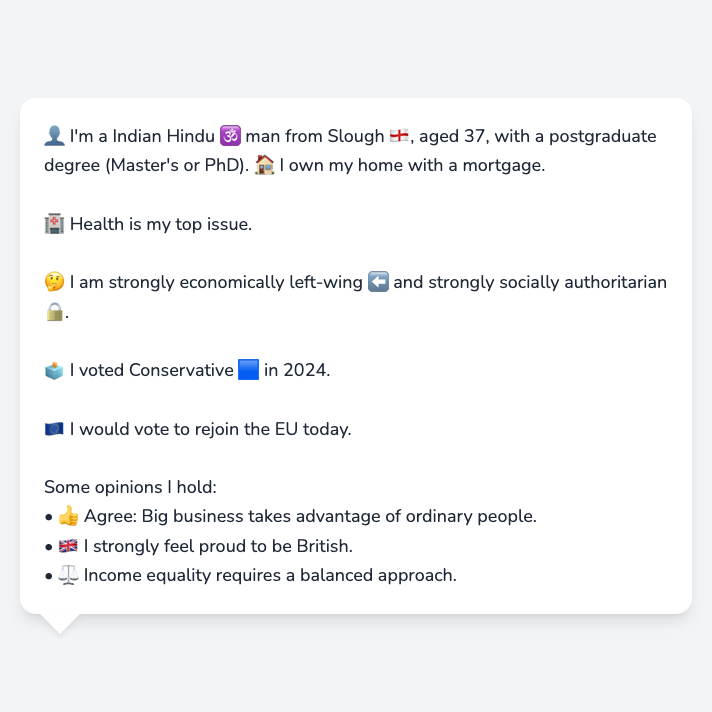 👤 I'm a Indian Hindu 🕉️ man from Slough 🏴󠁧󠁢󠁥󠁮󠁧󠁿, aged 37, with a postgraduate
degree (Master's or PhD). 🏠 I own my home with a mortgage.
🏥 Health is my top issue.
🤔 I am strongly economically left-wing ⬅️ and strongly socially authoritarian
🔒.
🗳️ I voted Conservative 🟦 in 2024.
🇪🇺 I would vote to rejoin the EU today.
Some opinions I hold:
• 👍 Agree: Big business takes advantage of ordinary people.
• 🇬🇧 I strongly feel proud to be British.
• ⚖️ Income equality requires a balanced approach.